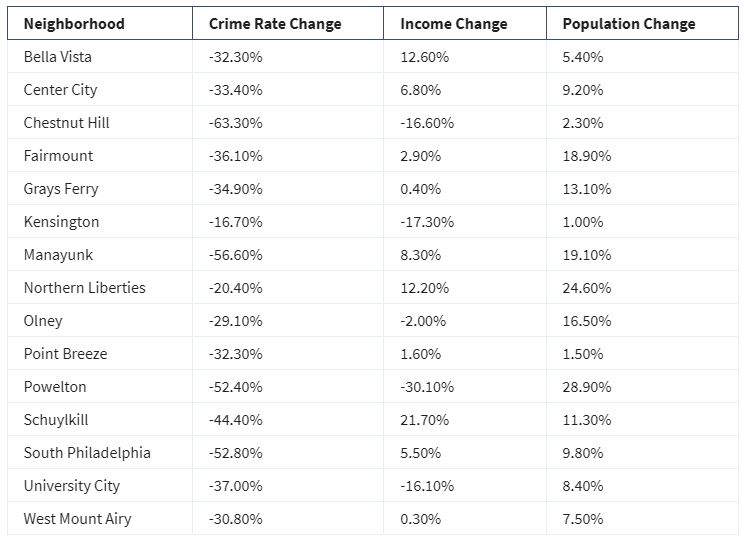 Neighborhood Crime Rate Change Income Change Population Change
Bella Vista -32.30% 12.60% 5.40%
Center City -33.40% 6.80% 9.20%
Chestnut Hill -63.30% -16.60% 2.30%
Fairmount -36.10% 2.90% 18.90%
Grays Ferry -34.90% 0.40% 13.10%
Kensington -16.70% -17.30% 1.00%
Manayunk -56.60% 8.30% 19.10%
Northern Liberties -20.40% 12.20% 24.60%
Olney -29.10% -2.00% 16.50%
Point Breeze -32.30% 1.60% 1.50%
Powelton -52.40% -30.10% 28.90%
Schuylkill -44.40% 21.70% 11.30%
South Philadelphia -52.80% 5.50% 9.80%
University City -37.00% -16.10% 8.40%
West Mount Airy -30.80% 0.30% 7.50%